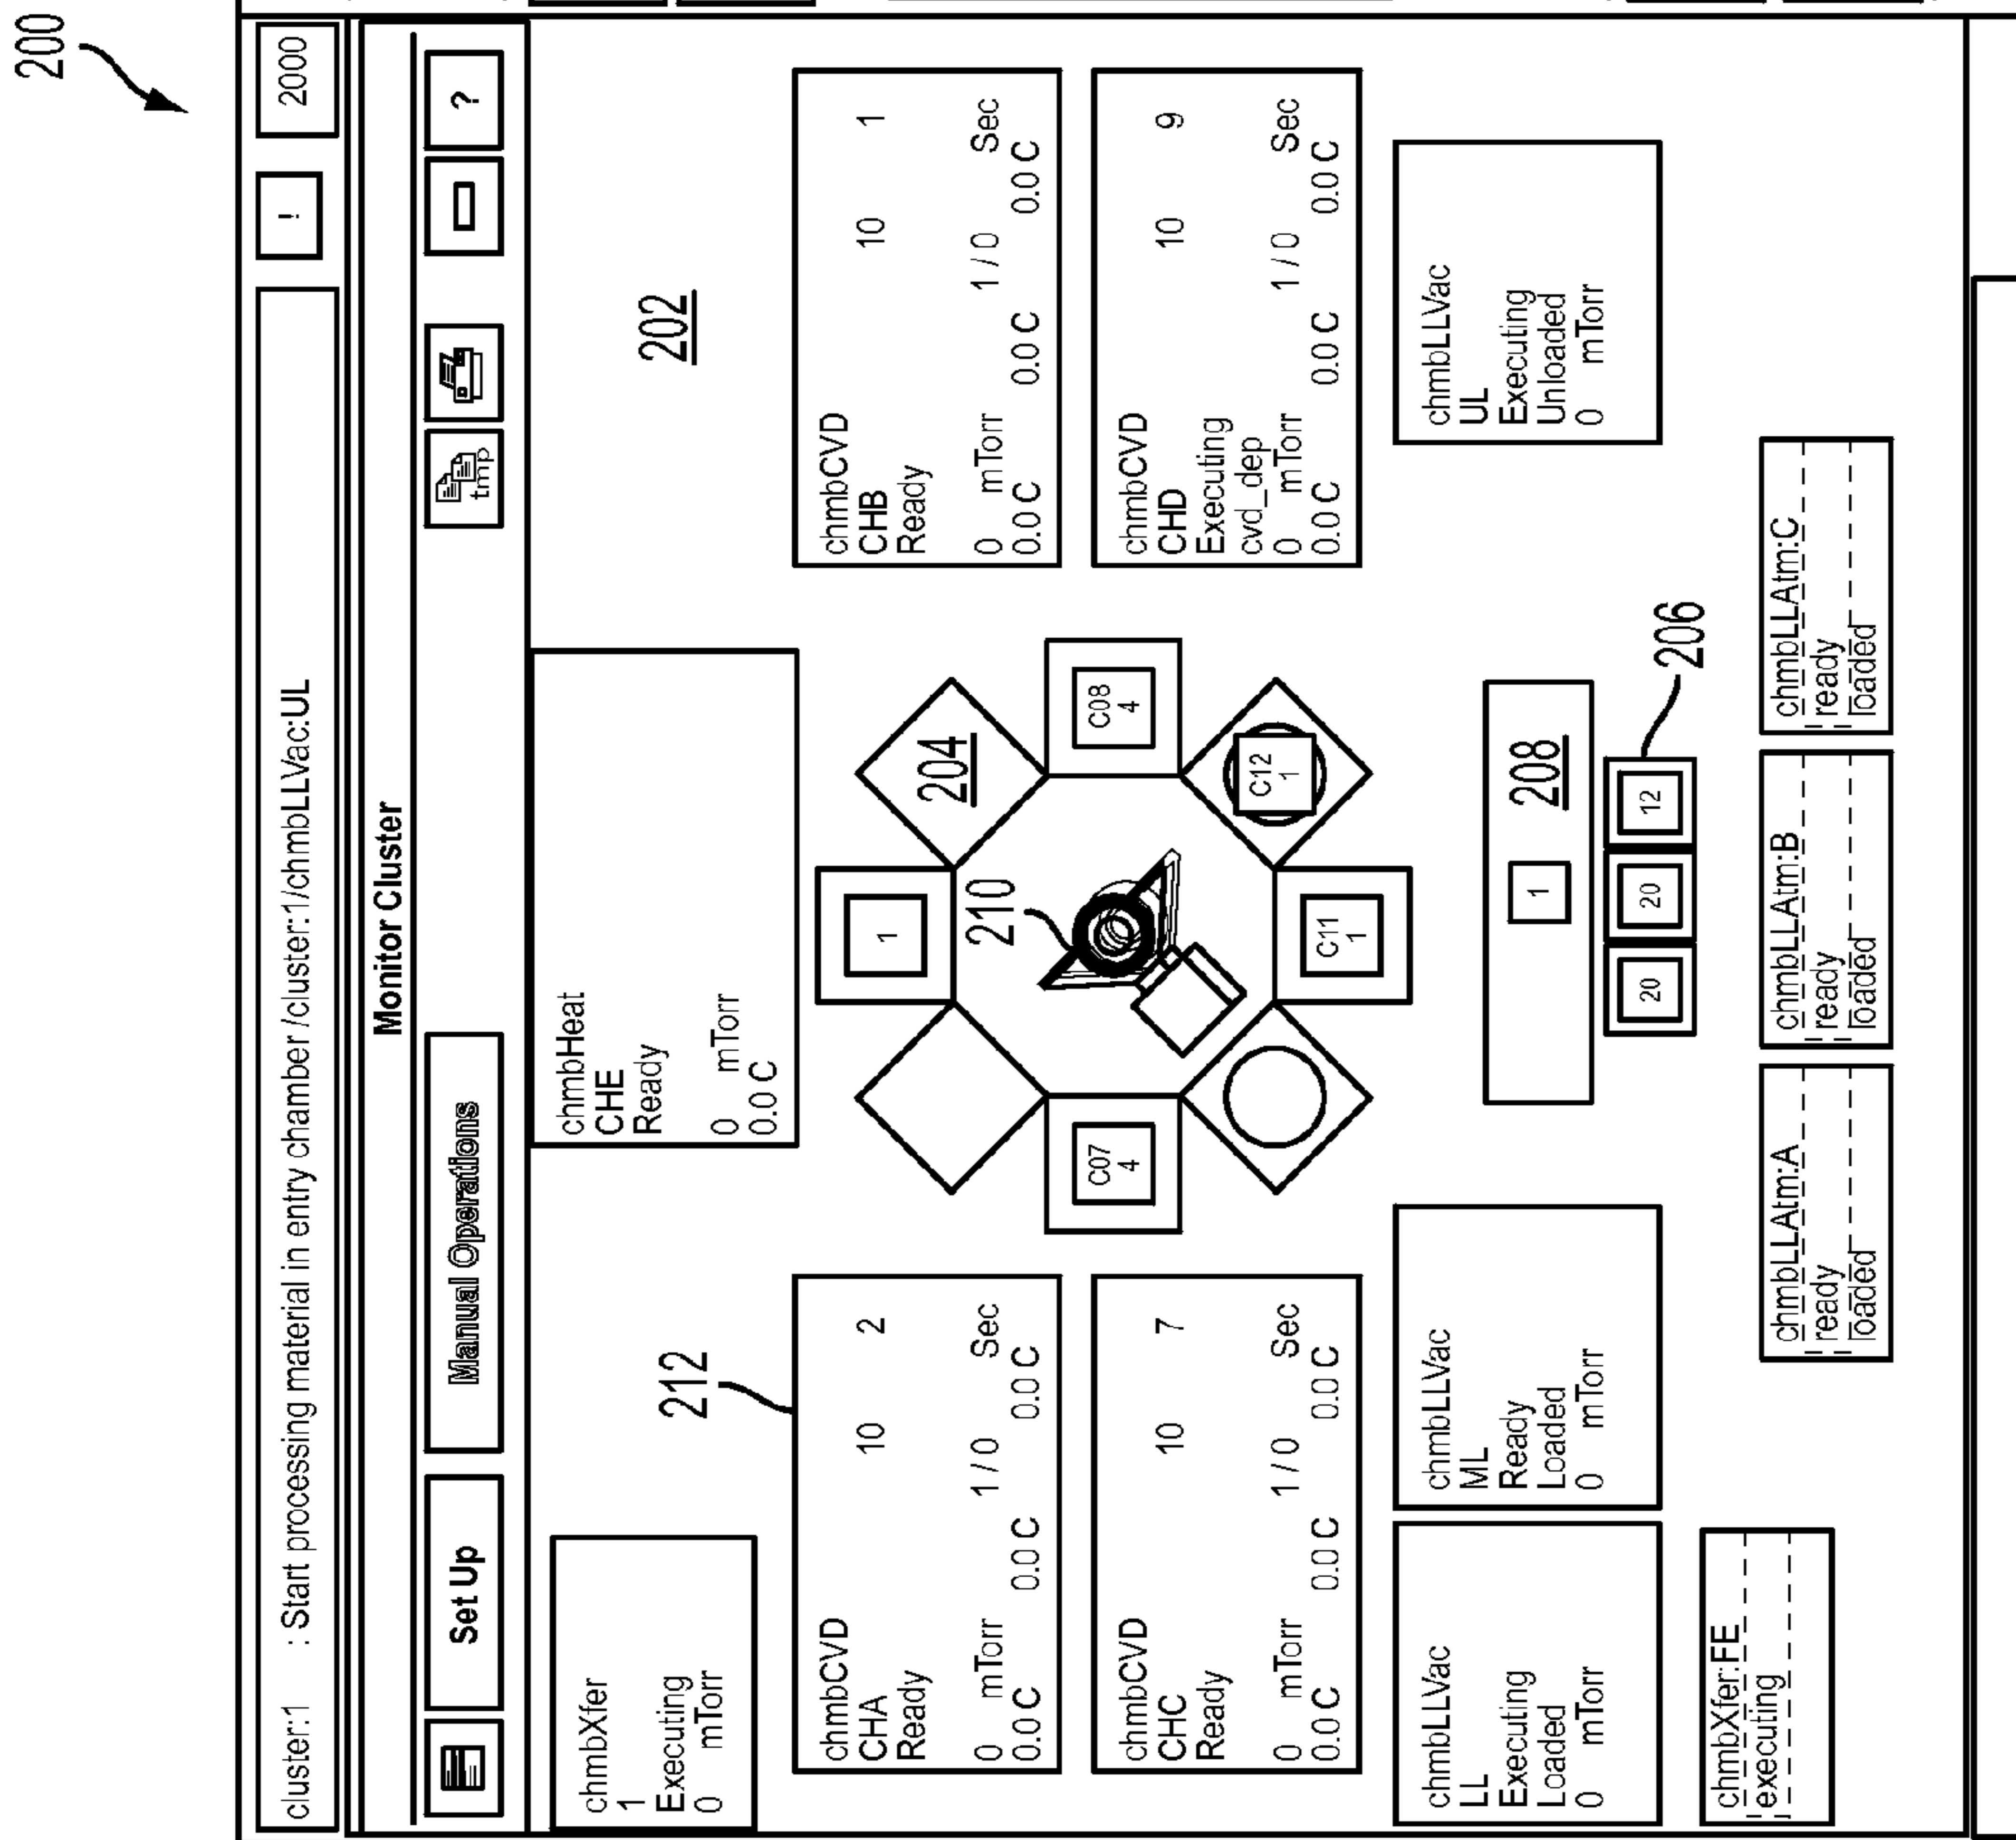 200
cluster:1 : Start processing material in entry chamber /cluster:1/chmbLLVac:UL ! 2000
Monitor Cluster
Set Up Manual Operations tmp ?
chmbXfer
1
Executing
0 mTorr
chmbHeat
CHE
Ready
0 mTorr
0.0 C
202
212
chmbCVD
CHA 10 2
Ready
0 mTorr 1 / 0 Sec
0.0 C 0.0 C 0.0 C
chmbCVD
CHB 10 1
Ready
0 mTorr 1 / 0 Sec
0.0 C 0.0 C 0.0 C
1
204
210
C07
4
C08
4
C12
1
C11
1
chmbCVD
CHC 10 7
Ready
0 mTorr 1 / 0 Sec
0.0 C 0.0 C 0.0 C
chmbCVD
CHD 10 9
Executing
cvd_dep
0 mTorr 1 / 0 Sec
0.0 C 0.0 C 0.0 C
chmbLLVac
LL
Executing
Loaded
0 mTorr
chmbLLVac
ML
Ready
Loaded
0 mTorr
chmbLLVac
UL
Executing
Unloaded
0 mTorr
1 208
20 20 12
206
chmbXfer:FE
executing
chmbLLAtm:A
ready
loaded
chmbLLAtm:B
ready
loaded
chmbLLAtm:C
ready
loaded